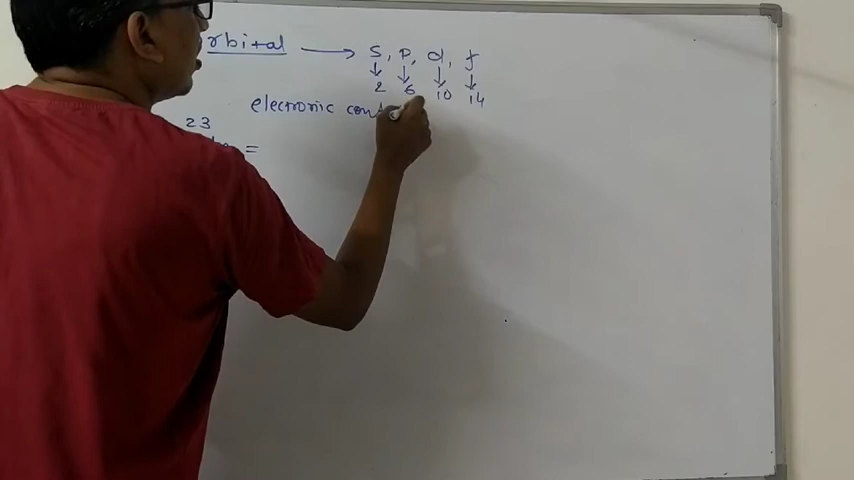 rbital → s, p, d, f
↓ ↓ ↓ ↓
2 6 10 14
electronic con
23
=